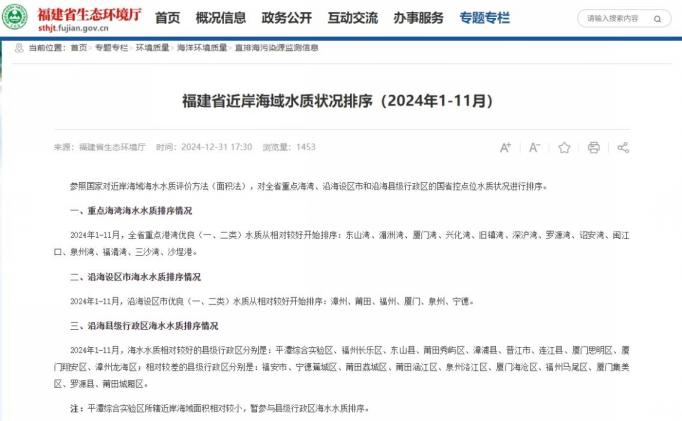 福建省生态环境厅
sthjt.fujian.gov.cn
首页 概况信息 政务公开 互动交流 办事服务 专题专栏
请输入搜索内容
当前位置：首页 > 专题专栏 > 环境质量 > 海洋环境质量 > 直排海污染源监测信息
福建省近岸海域水质状况排序（2024年1-11月）
来源：福建省生态环境厅 时间：2024-12-31 17:30 浏览量：1453
A+ A-
参照国家对近岸海域海水水质评价方法（面积法），对全省重点海湾、沿海设区市和沿海县级行政区的国省控点位水质状况进行排序。
一、重点海湾海水水质排序情况
2024年1-11月，全省重点港湾优良（一、二类）水质从相对较好开始排序：东山湾、湄洲湾、厦门湾、兴化湾、旧镇湾、深沪湾、罗源湾、诏安湾、闽江
口、泉州湾、福清湾、三沙湾、沙埕港。
二、沿海设区市海水水质排序情况
2024年1-11月，沿海设区市优良（一、二类）水质从相对较好开始排序：漳州、莆田、福州、厦门、泉州、宁德。
三、沿海县级行政区海水水质排序情况
2024年1-11月，海水水质相对较好的县级行政区分别是：平潭综合实验区、福州长乐区、东山县、莆田秀屿区、漳浦县、晋江市、连江县、厦门思明区、厦
门翔安区、漳州龙海区；相对较差的县级行政区分别是：福安市、宁德蕉城区、莆田荔城区、莆田涵江区、泉州洛江区、厦门海沧区、福州马尾区、厦门集美
区、罗源县、莆田城厢区。
注：平潭综合实验区所辖近岸海域面积相对较小，暂参与县级行政区海水水质排序。